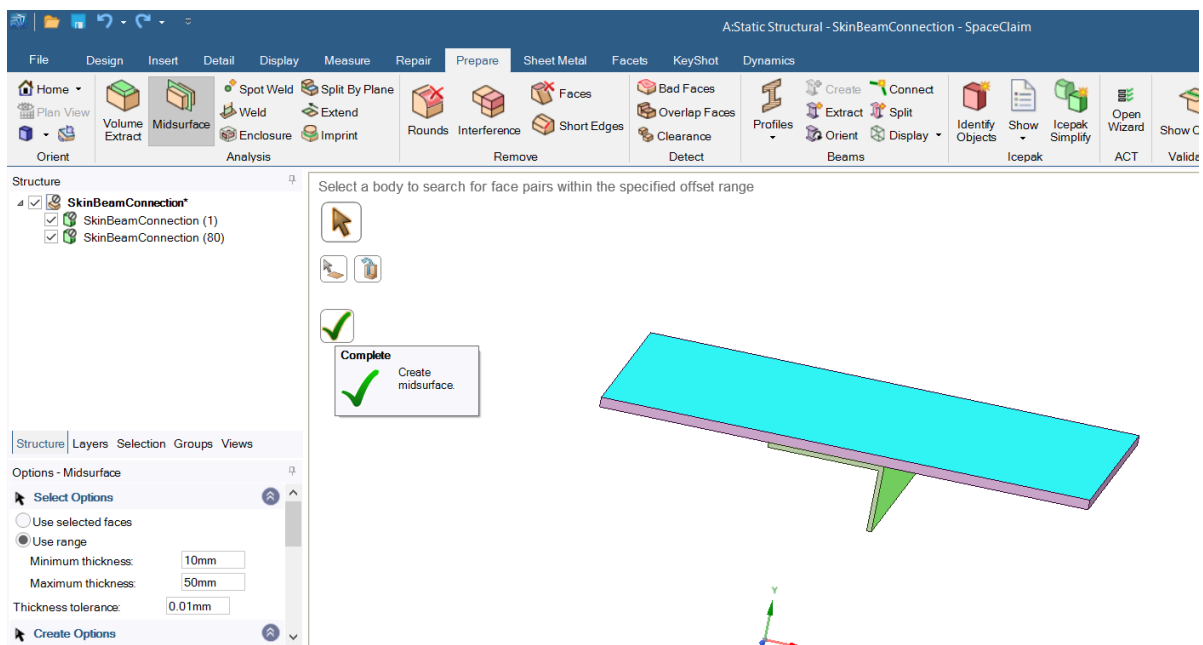 A:Static Structural - SkinBeamConnection - SpaceClaim
File Design Insert Detail Display Measure Repair Prepare Sheet Metal Facets KeyShot Dynamics
Home
Plan View
Orient
Volume Extract
Midsurface
Spot Weld
Weld
Enclosure
Split By Plane
Extend
Imprint
Analysis
Rounds
Interference
Faces
Short Edges
Remove
Bad Faces
Overlap Faces
Clearance
Detect
Profiles
Create
Extract
Orient
Connect
Split
Display
Beams
Identify Objects
Show
Icepak Simplify
Icepak
Open Wizard
ACT
Show
Structure
SkinBeamConnection*
SkinBeamConnection (1)
SkinBeamConnection (80)
Structure Layers Selection Groups Views
Options - Midsurface
Select Options
Use selected faces
Use range
Minimum thickness: 10mm
Maximum thickness: 50mm
Thickness tolerance: 0.01mm
Create Options
Select a body to search for face pairs within the specified offset range
Complete
Create
midsurface.
Y